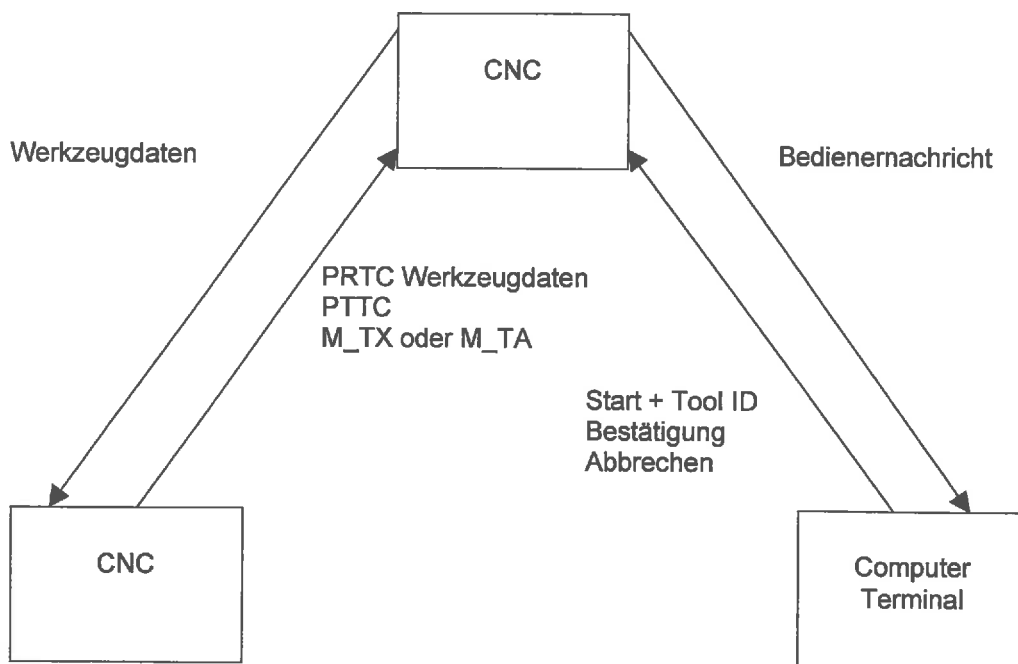 CNC
Werkzeugdaten
Bedienernachricht
PRTC Werkzeugdaten
PTTC
M_TX oder M_TA
Start + Tool ID
Bestätigung
Abbrechen
CNC
Computer
Terminal